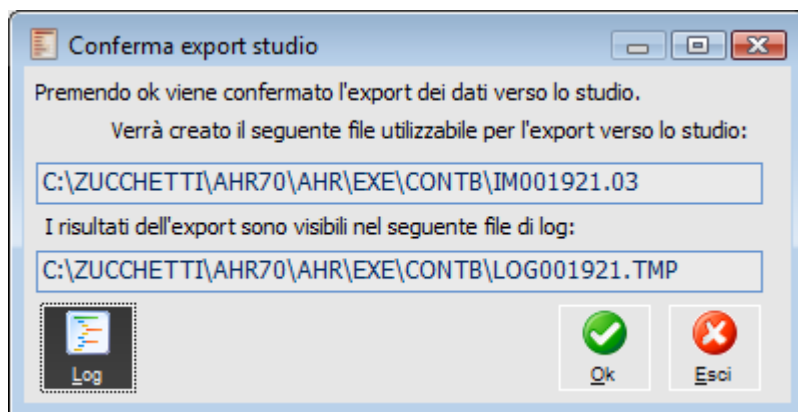 Conferma export studio
Premendo ok viene confermato l'export dei dati verso lo studio.
Verrà creato il seguente file utilizzabile per l'export verso lo studio:
C:\ZUCCHETTI\AHR70\AHR\EXE\CONTB\IM001921.03
I risultati dell'export sono visibili nel seguente file di log:
C:\ZUCCHETTI\AHR70\AHR\EXE\CONTB\LOG001921.TMP
Log Ok Esci